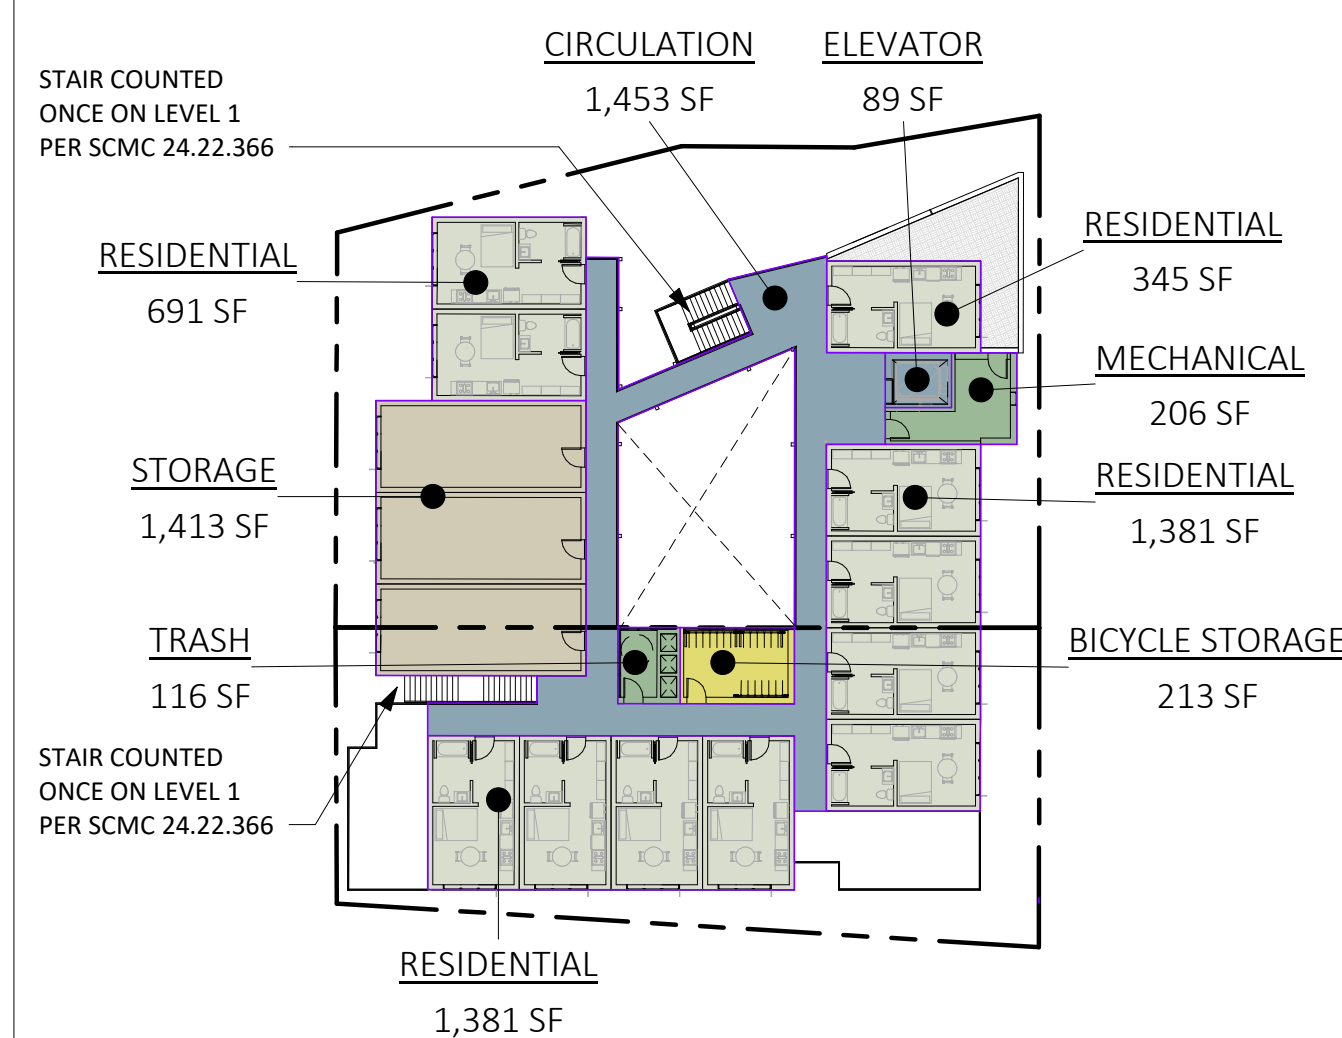 CIRCULATION
1,453 SF
ELEVATOR
89 SF
STAIR COUNTED
ONCE ON LEVEL 1
PER SCMC 24.22.366
RESIDENTIAL
691 SF
RESIDENTIAL
345 SF
MECHANICAL
206 SF
STORAGE
1,413 SF
RESIDENTIAL
1,381 SF
TRASH
116 SF
BICYCLE STORAGE
213 SF
STAIR COUNTED
ONCE ON LEVEL 1
PER SCMC 24.22.366
RESIDENTIAL
1,381 SF